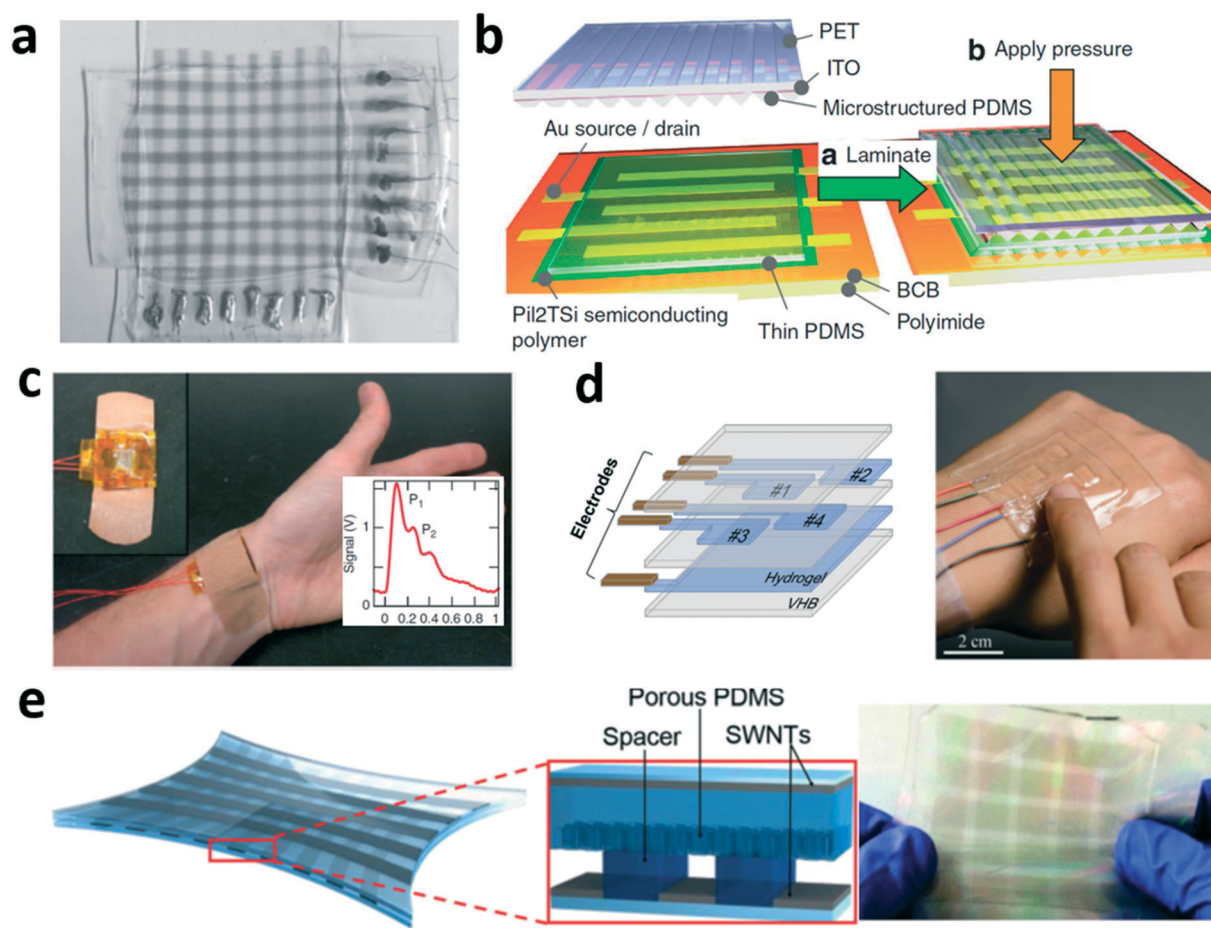 a
b
PET
ITO
Microstructured PDMS
Au source / drain
b
Apply pressure
a Laminate
BCB
Polyimide
PiI2TSi semiconducting
polymer
Thin PDMS
c
P1
P2
Signal (V)
1
0
0 0.2 0.4 0.6 0.8 1
d
Electrodes
#2
#1
#4
#3
Hydrogel
VHB
2 cm
e
Porous PDMS
Spacer
SWNTs